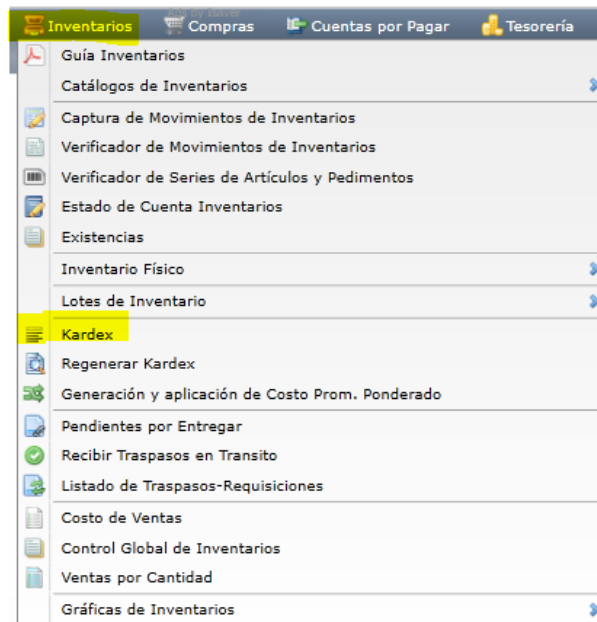 Inventarios Compras Cuentas por Pagar Tesorería
Guía Inventarios
Catálogos de Inventarios
Captura de Movimientos de Inventarios
Verificador de Movimientos de Inventarios
Verificador de Series de Artículos y Pedimentos
Estado de Cuenta Inventarios
Existencias
Inventario Físico
Lotes de Inventario
Kardex
Regenerar Kardex
Generación y aplicación de Costo Prom. Ponderado
Pendientes por Entregar
Recibir Traspasos en Transito
Listado de Traspasos-Requisiciones
Costo de Ventas
Control Global de Inventarios
Ventas por Cantidad
Gráficas de Inventarios